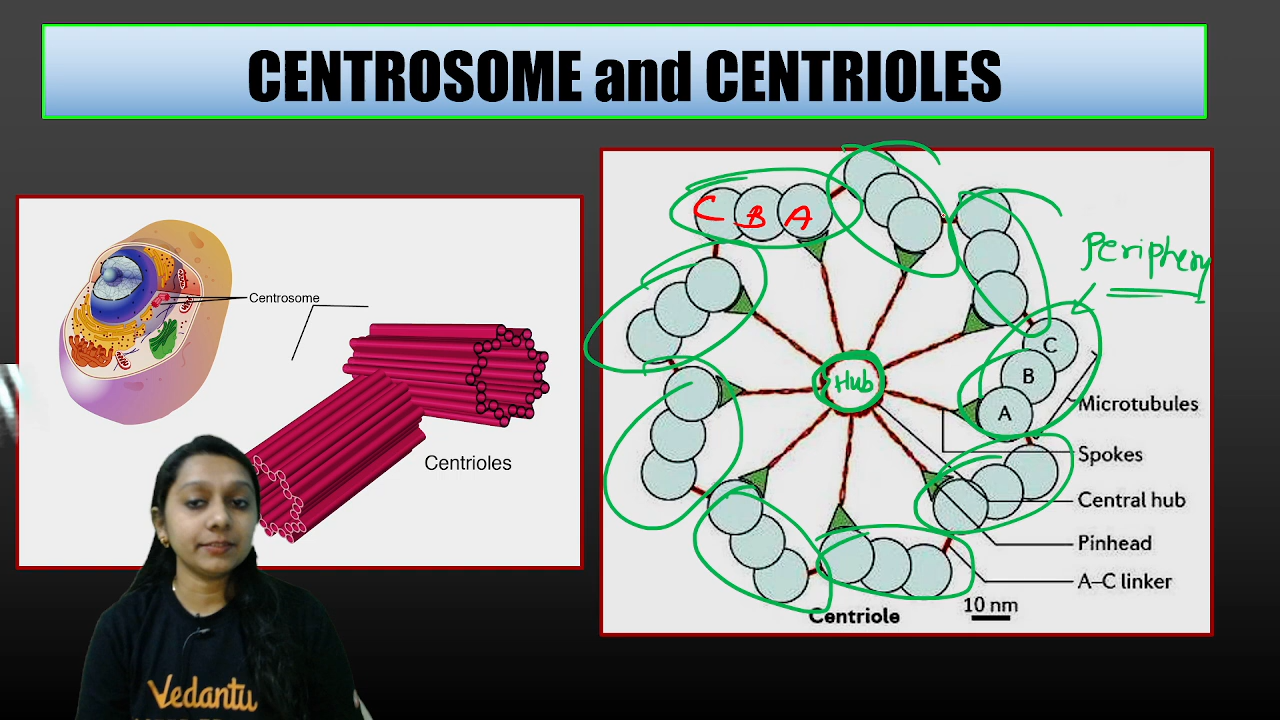 CENTROSOME and CENTRIOLES
Centrosome
Centrioles
C B A
Periphery
Hub
C
B
A
Microtubules
Spokes
Central hub
Pinhead
A–C linker
10 nm
Centriole
Vedantu